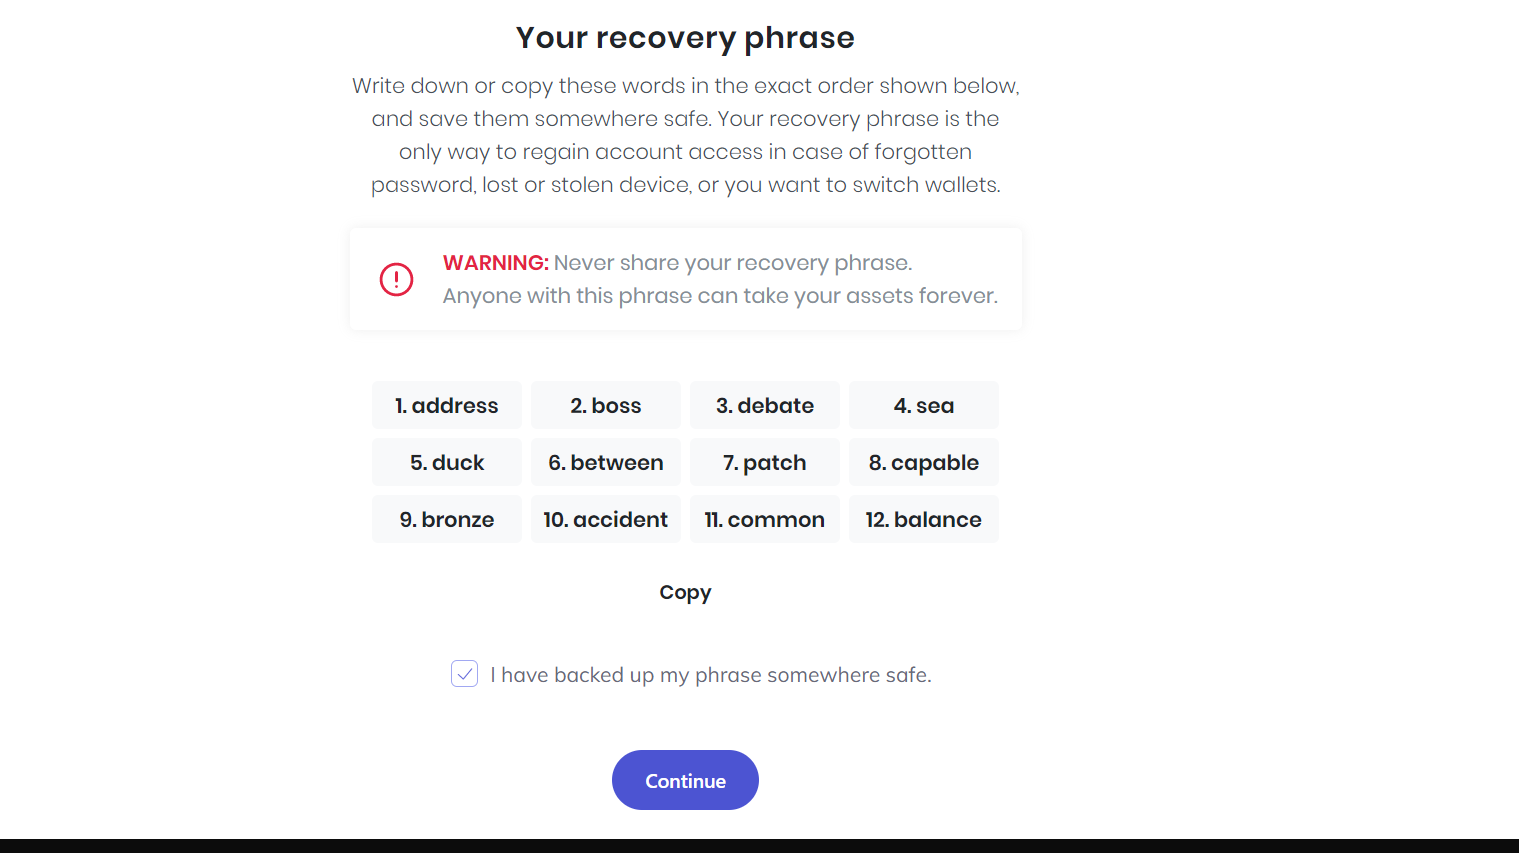 Your recovery phrase
Write down or copy these words in the exact order shown below,
and save them somewhere safe. Your recovery phrase is the
only way to regain account access in case of forgotten
password, lost or stolen device, or you want to switch wallets.
WARNING: Never share your recovery phrase.
Anyone with this phrase can take your assets forever.
1. address 2. boss 3. debate 4. sea
5. duck 6. between 7. patch 8. capable
9. bronze 10. accident 11. common 12. balance
Copy
I have backed up my phrase somewhere safe.
Continue